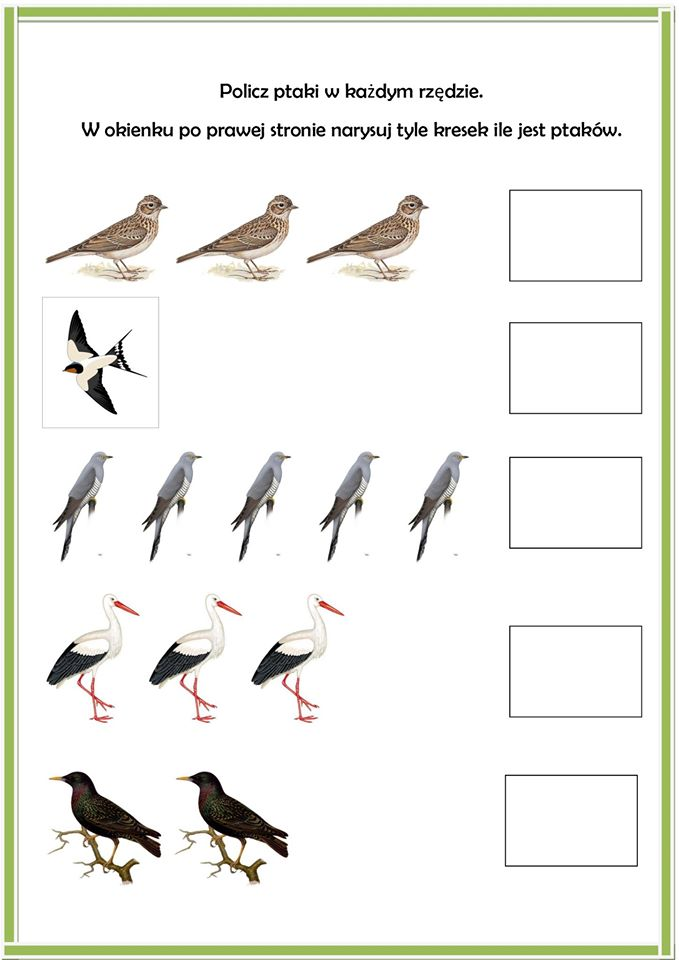 Policz ptaki w każdym rzędzie.
W okienku po prawej stronie narysuj tyle kresek ile jest ptaków.